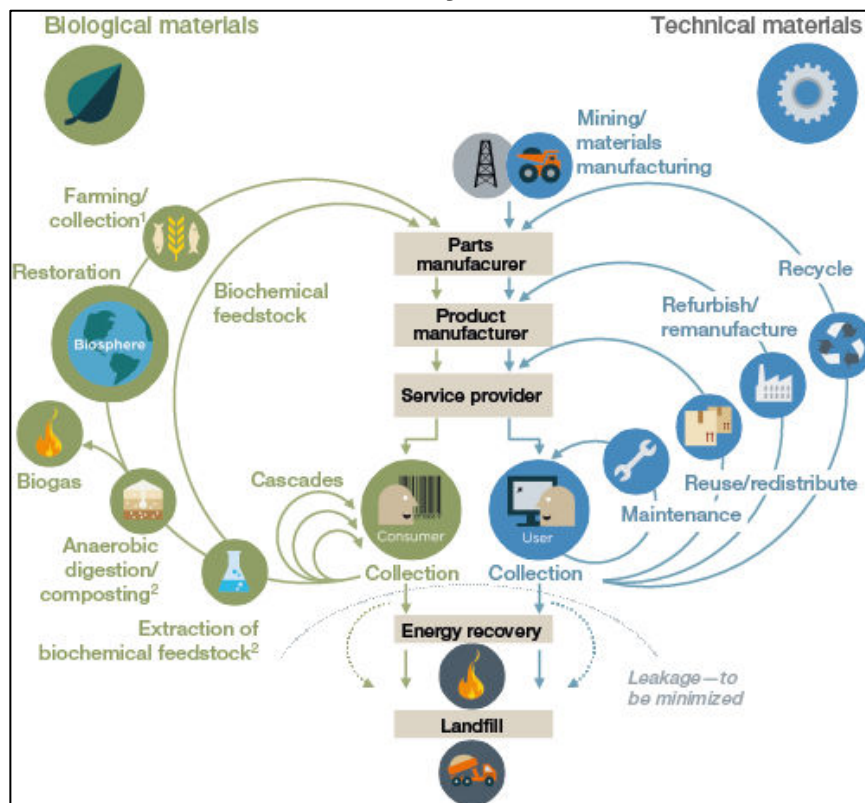 Biological materials
Technical materials
Mining/
materials
manufacturing
Farming/
collection¹
Restoration
Biosphere
Biochemical
feedstock
Parts
manufacurer
Product
manufacturer
Service provider
Recycle
Refurbish/
remanufacture
Reuse/redistribute
Maintenance
Biogas
Cascades
Anaerobic
digestion/
composting²
Extraction of
biochemical feedstock²
Consumer
User
Collection
Collection
Energy recovery
Leakage—to
be minimized
Landfill